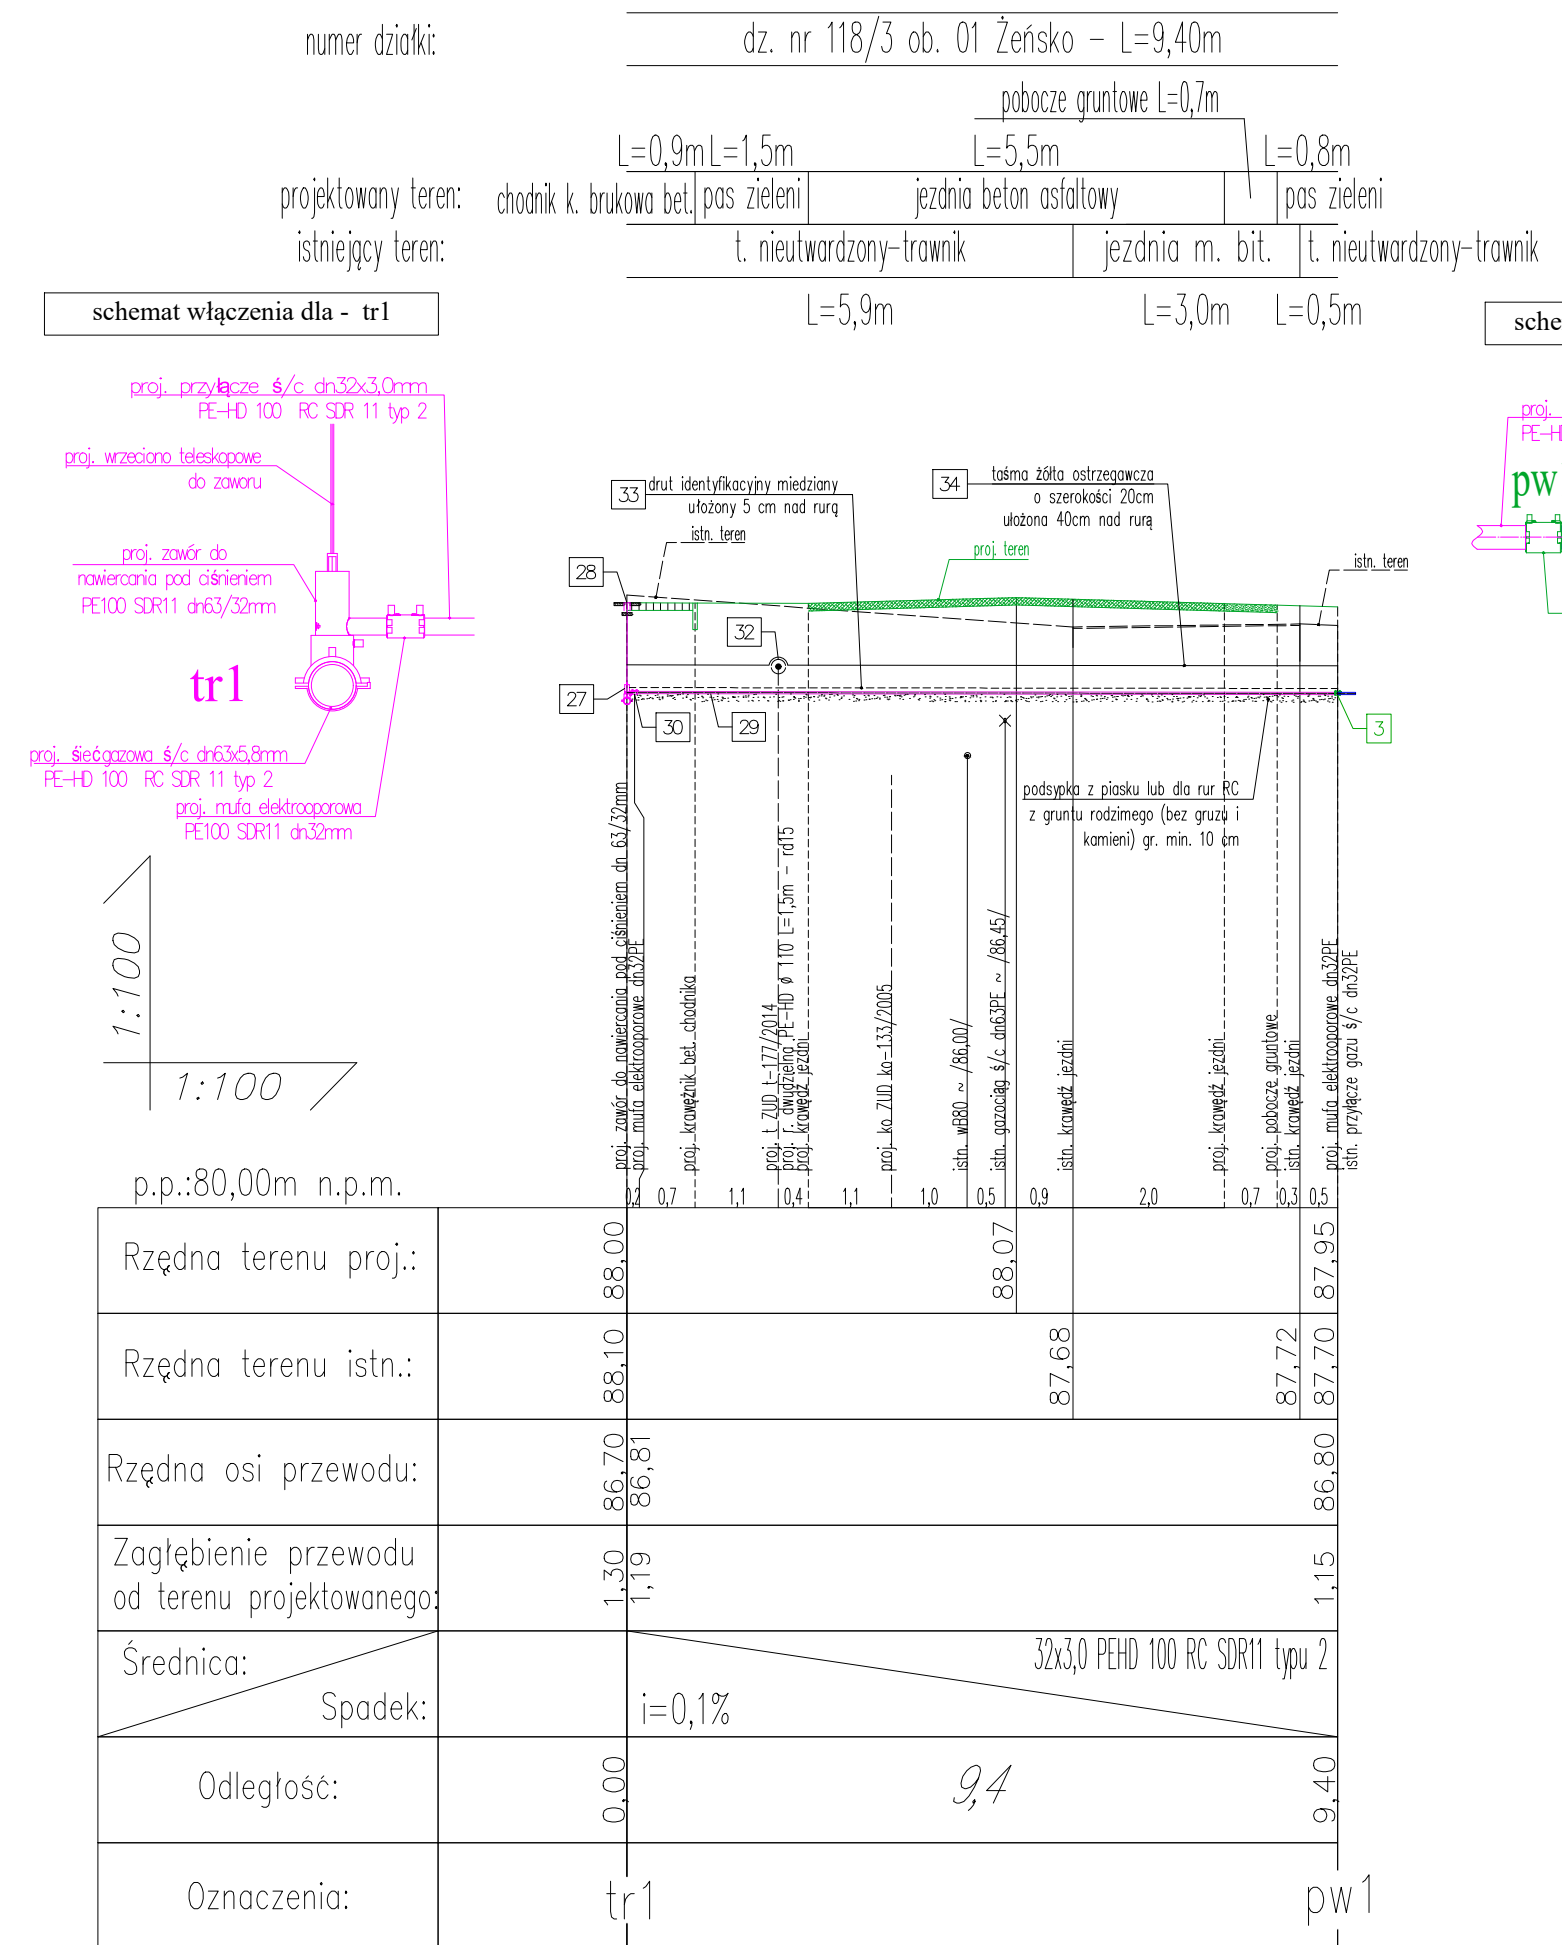 numer działki:
dz. nr 118/3 ob. 01 Żeńsko – L=9,40m
pobocze gruntowe L=0,7m
L=0,9m L=1,5m L=5,5m L=0,8m
projektowany teren:
chodnik k. brukowa bet. pas zieleni jezdnia beton asfaltowy pas zieleni
istniejący teren:
t. nieutwardzony-trawnik jezdnia m. bit. t. nieutwardzony-trawnik
L=5,9m L=3,0m L=0,5m
schemat włączenia dla - tr1
sche
proj. przyłącze ś/c dn32x3,0mm
PE-HD 100 RC SDR 11 typ 2
proj. wrzeciono teleskopowe
do zaworu
proj. zawór do
nawiercania pod ciśnieniem
PE100 SDR11 dn63/32mm
tr1
proj. sieć gazowa ś/c dn63x5,8mm
PE-HD 100 RC SDR 11 typ 2
proj. mufa elektrooporowa
PE100 SDR11 dn32mm
proj.
PE-H
pw
33
drut identyfikacyjny miedziany
ułożony 5 cm nad rurą
istn. teren
34
taśma żółta ostrzegawcza
o szerokości 20cm
ułożona 40cm nad rurą
proj. teren
istn. teren
28
32
27
30
29
3
podsypka z piasku lub dla rur RC
z gruntu rodzimego (bez gruzu i
kamieni) gr. min. 10 cm
1:100
1:100
proj. zawór do nawiercania pod ciśnieniem dn 63/32mm
proj. mufa elektrooporowe dn32PE
proj. krawężnik bet. chodnika
proj. t ZUD t-177/2014
proj. r. dwudzielna PE-HD ø 110 L=1,5m - rd15
proj. krawędź jezdni
proj. ko ZUD ko-133/2005
istn. wB80 ~ /86,00/
istn. gazociąg ś/c dn63PE ~ /86,45/
istn. krawędź jezdni
proj. krawędź jezdni
proj. pobocze gruntowe
istn. krawędź jezdni
proj. mufa elektrooporowe dn32PE
istn. przyłącze gazu ś/c dn32PE
p.p.:80,00m n.p.m.
0,2 0,7 1,1 0,4 1,1 1,0 0,5 0,9 2,0 0,7 0,3 0,5
Rzędna terenu proj.:
88,00 88,07 87,95
Rzędna terenu istn.:
88,10 87,68 87,72 87,70
Rzędna osi przewodu:
86,70 86,81 86,80
Zagłębienie przewodu
od terenu projektowanego:
1,30 1,19 1,15
Średnica:
32x3,0 PEHD 100 RC SDR11 typu 2
Spadek:
i=0,1%
Odległość:
0,00 9,4 9,40
Oznaczenia:
tr1 pw1